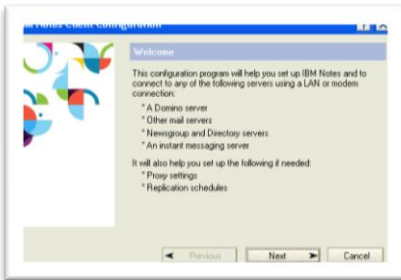 IBM Notes Client Configuration
Welcome
This configuration program will help you set up IBM Notes and to
connect to any of the following servers using a LAN or modem
connection:
* A Domino server
* Other mail servers
* Newsgroup and Directory servers
* An instant messaging server
It will also help you set up the following if needed:
* Proxy settings
* Replication schedules
Previous Next Cancel